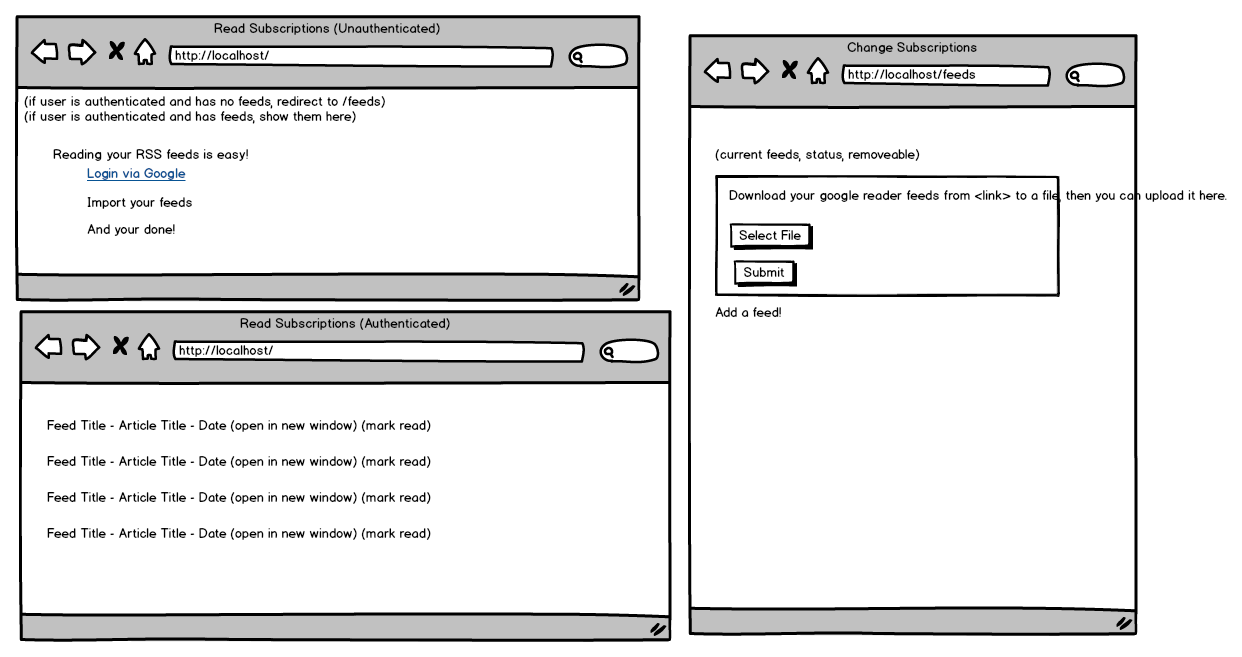 Read Subscriptions (Unauthenticated)
http://localhost/
(if user is authenticated and has no feeds, redirect to /feeds)
(if user is authenticated and has feeds, show them here)
Reading your RSS feeds is easy!
Login via Google
Import your feeds
And your done!
Read Subscriptions (Authenticated)
http://localhost/
Feed Title - Article Title - Date (open in new window) (mark read)
Feed Title - Article Title - Date (open in new window) (mark read)
Feed Title - Article Title - Date (open in new window) (mark read)
Feed Title - Article Title - Date (open in new window) (mark read)
Change Subscriptions
http://localhost/feeds
(current feeds, status, removeable)
Download your google reader feeds from <link> to a file, then you can upload it here.
Select File
Submit
Add a feed!